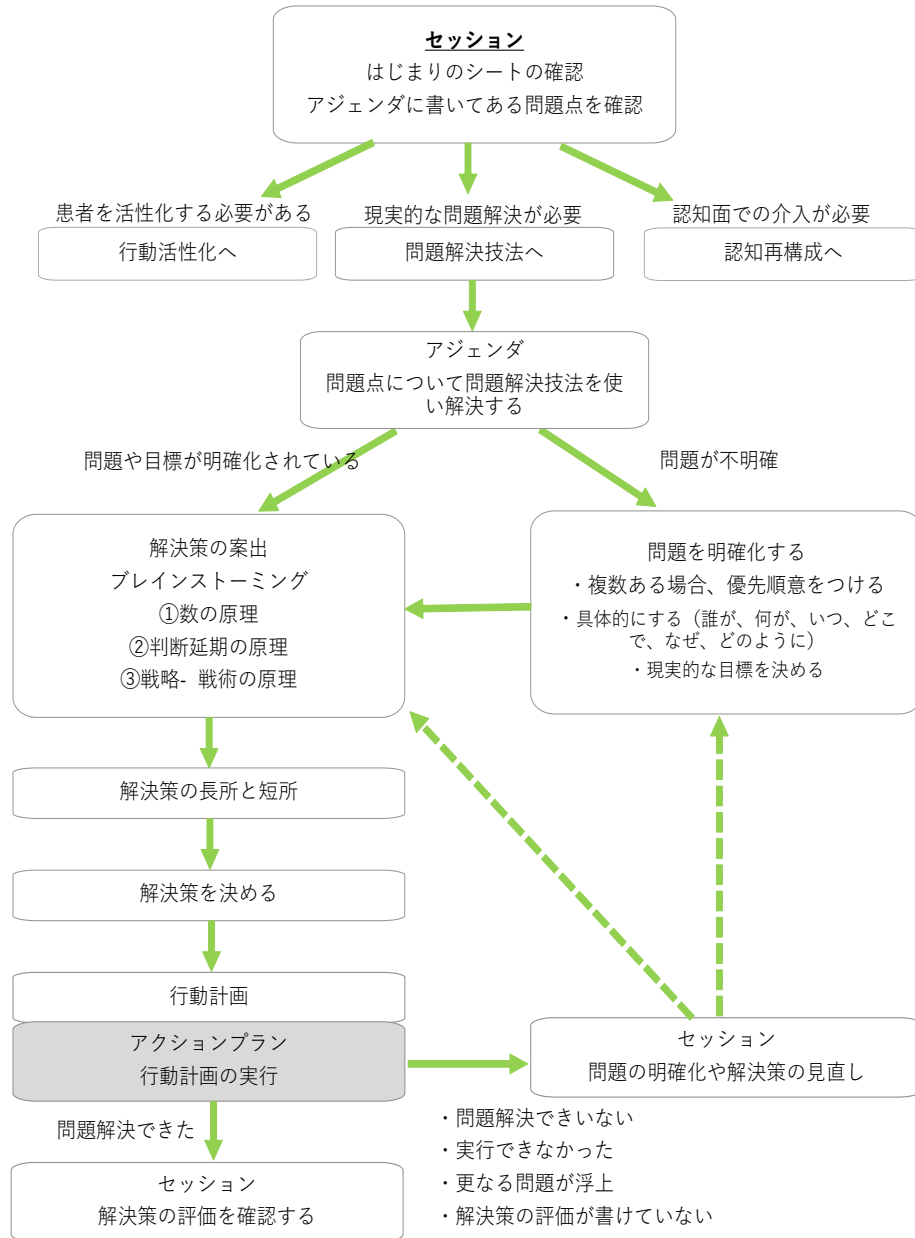 セッション
はじまりのシートの確認
アジェンダに書いてある問題点を確認
患者を活性化する必要がある
現実的な問題解決が必要
認知面での介入が必要
行動活性化へ
問題解決技法へ
認知再構成へ
アジェンダ
問題点について問題解決技法を使
い解決する
問題や目標が明確化されている
問題が不明確
解決策の案出
ブレインストーミング
①数の原理
②判断延期の原理
③戦略- 戦術の原理
問題を明確化する
・複数ある場合、優先順意をつける
・具体的にする（誰が、何が、いつ、どこ
で、なぜ、どのように）
・現実的な目標を決める
解決策の長所と短所
解決策を決める
行動計画
アクションプラン
行動計画の実行
セッション
問題の明確化や解決策の見直し
問題解決できた
・問題解決できいない
・実行できなかった
・更なる問題が浮上
・解決策の評価が書けていない
セッション
解決策の評価を確認する